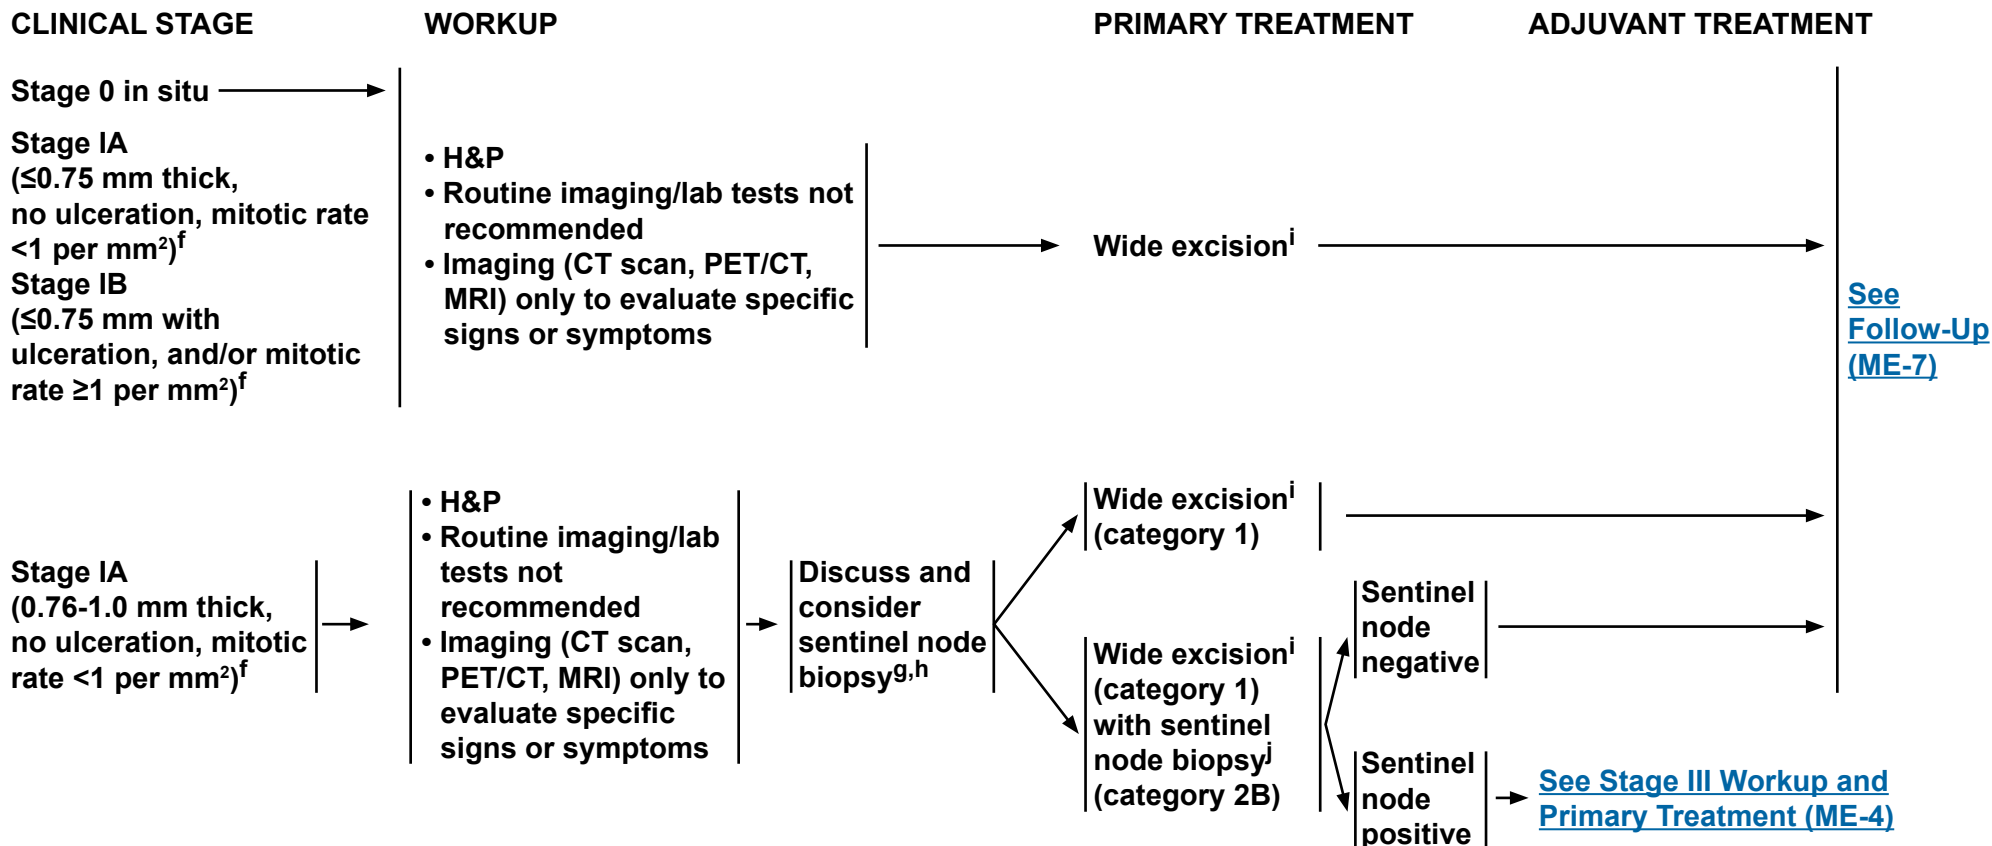 CLINICAL STAGE
WORKUP
PRIMARY TREATMENT
ADJUVANT TREATMENT
Stage 0 in situ
Stage IA
(≤0.75 mm thick,
no ulceration, mitotic rate
<1 per mm²)f
Stage IB
(≤0.75 mm with
ulceration, and/or mitotic
rate ≥1 per mm²)f
• H&P
• Routine imaging/lab tests not
recommended
• Imaging (CT scan, PET/CT,
MRI) only to evaluate specific
signs or symptoms
Wide excisionⁱ
See
Follow-Up
(ME-7)
Stage IA
(0.76-1.0 mm thick,
no ulceration, mitotic
rate <1 per mm²)f
• H&P
• Routine imaging/lab
tests not
recommended
• Imaging (CT scan,
PET/CT, MRI) only to
evaluate specific
signs or symptoms
Discuss and
consider
sentinel node
biopsyg,h
Wide excisionⁱ
(category 1)
Wide excisionⁱ
(category 1)
with sentinel
node biopsyʲ
(category 2B)
Sentinel
node
negative
Sentinel
node
positive
See Stage III Workup and
Primary Treatment (ME-4)